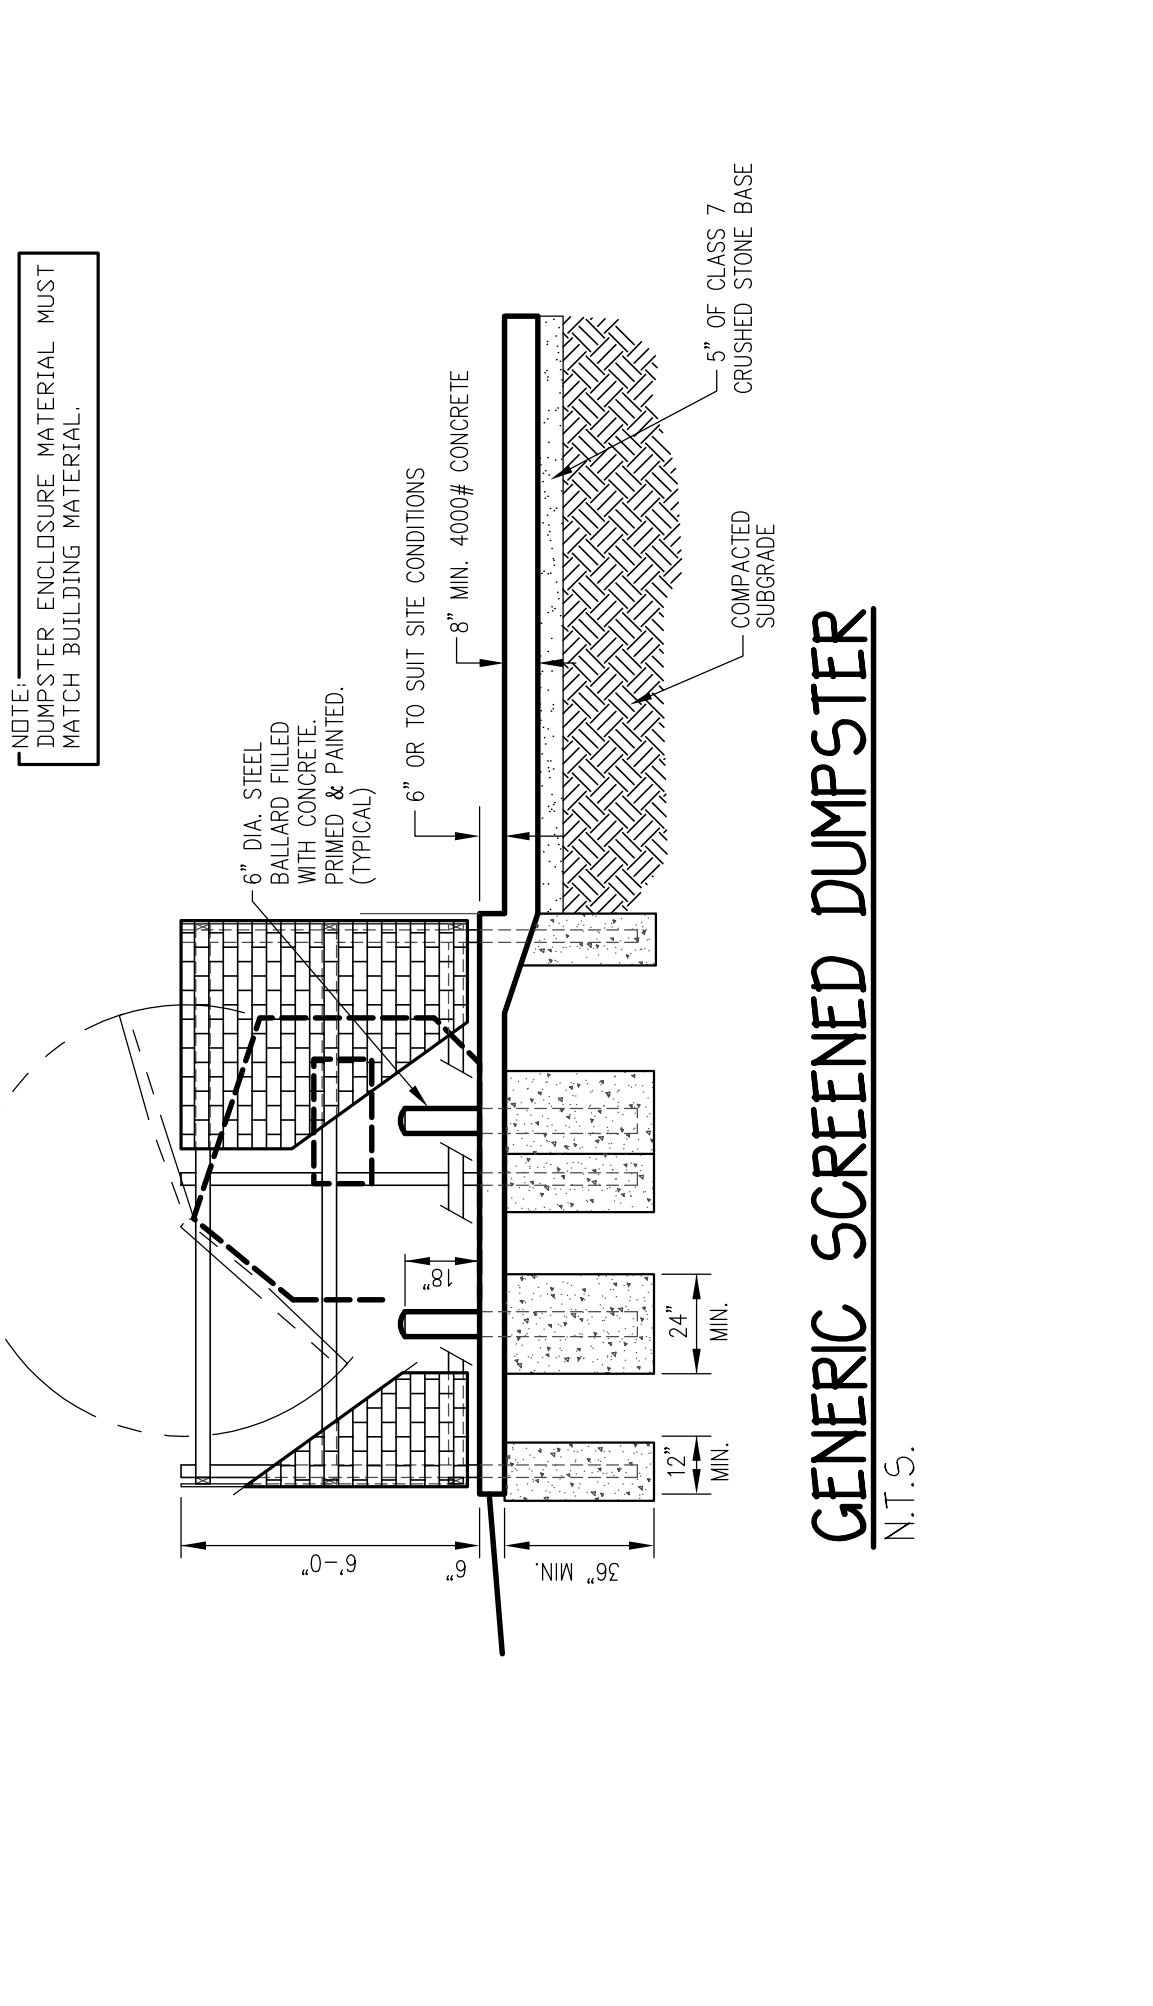 NOTE:
DUMPSTER ENCLOSURE MATERIAL MUST
MATCH BUILDING MATERIAL.
6" DIA. STEEL
BALLARD FILLED
WITH CONCRETE.
PRIMED & PAINTED.
(TYPICAL)
6" OR TO SUIT SITE CONDITIONS
8" MIN. 4000# CONCRETE
6'-0"
18"
6"
36" MIN.
12"
MIN.
24"
MIN.
5" OF CLASS 7
CRUSHED STONE BASE
COMPACTED
SUBGRADE
GENERIC SCREENED DUMPSTER
N.T.S.